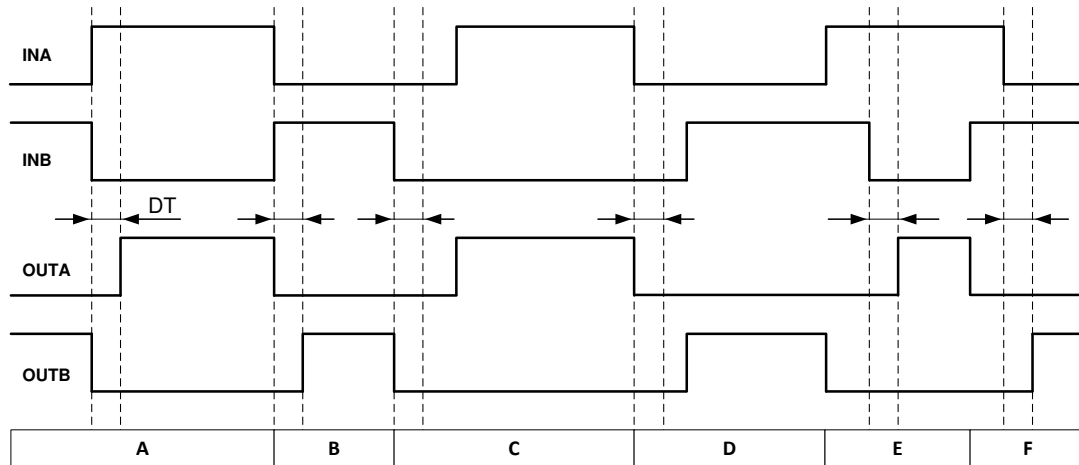 INA
INB
DT
OUTA
OUTB
A B C D E F